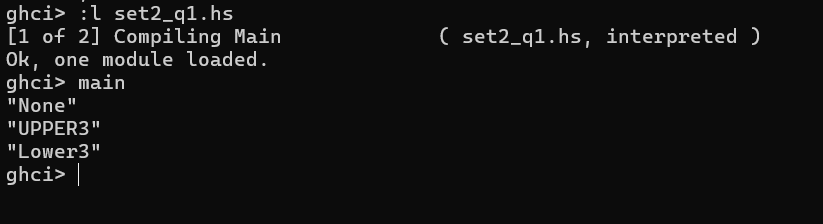 ghci> :l set2_q1.hs
[1 of 2] Compiling Main             ( set2_q1.hs, interpreted )
Ok, one module loaded.
ghci> main
"None"
"UPPER3"
"Lower3"
ghci>